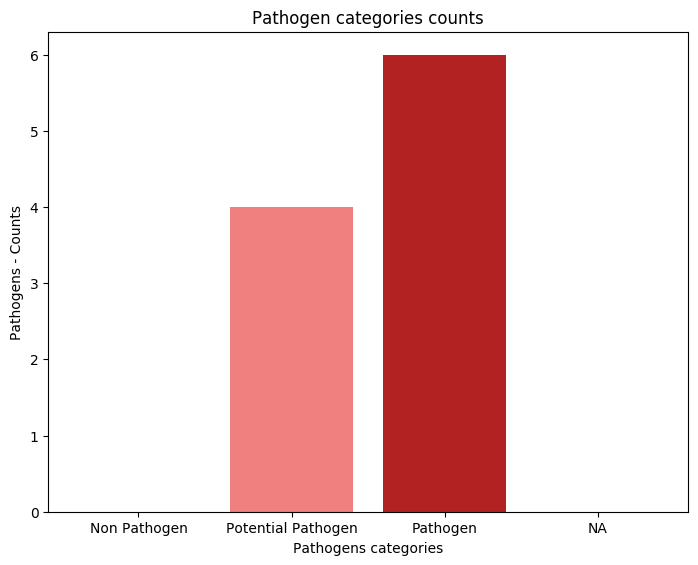 Pathogen categories counts
Pathogens - Counts
6
5
4
3
2
1
0
Non Pathogen
Potential Pathogen
Pathogen
NA
Pathogens categories